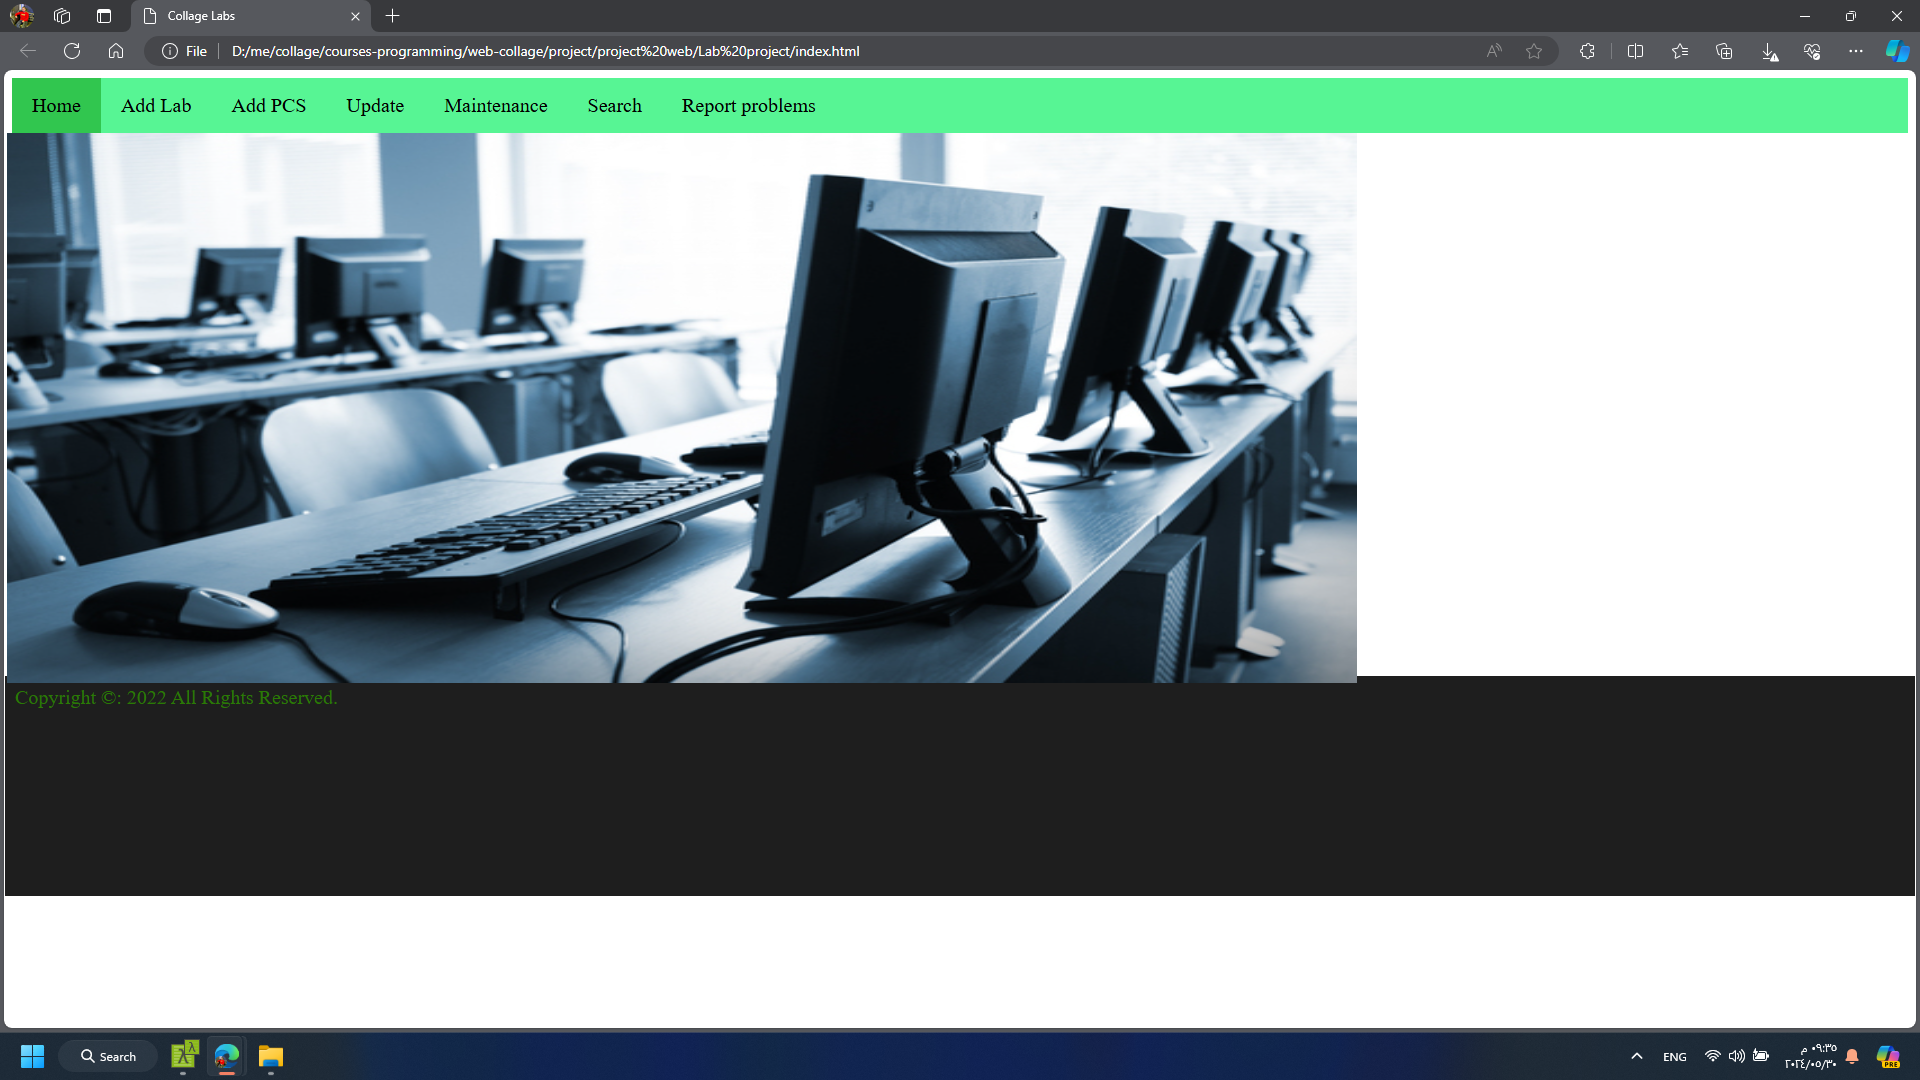 Collage Labs
File
D:/me/collage/courses-programming/web-collage/project/project%20web/Lab%20project/index.html
Home Add Lab Add PCS Update Maintenance Search Report problems
Copyright ©: 2022 All Rights Reserved.
Search
ENG
٠٩:٣٥ م
٢٠٢٤/٠٥/٣٠
PRE